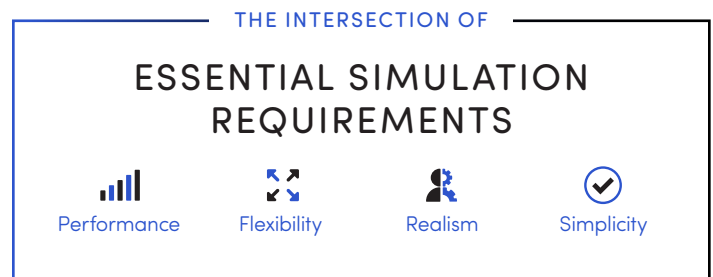 THE INTERSECTION OF
ESSENTIAL SIMULATION
REQUIREMENTS
Performance
Flexibility
Realism
Simplicity